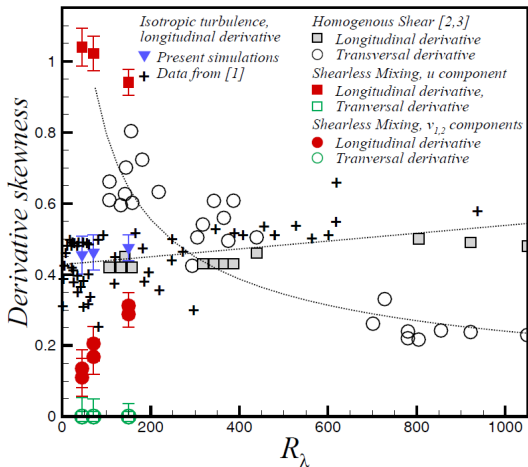 Isotropic turbulence,
longitudinal derivative
Present simulations
Data from [1]
Homogenous Shear [2,3]
Longitudinal derivative
Transversal derivative
Shearless Mixing, u component
Longitudinal derivative,
Tranversal derivative
Shearless Mixing, v1,2 components
Longitudinal derivative
Tranversal derivative
Derivative skewness
1
0.8
0.6
0.4
0.2
0
0 200 400 600 800 1000
Rλ